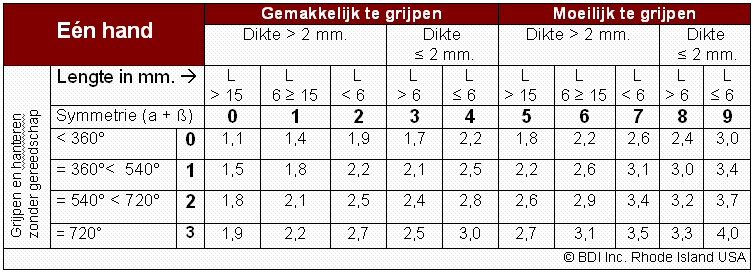 Eén hand Gemakkelijk te grijpen Moeilijk te grijpen
Dikte > 2 mm. Dikte ≤ 2 mm. Dikte > 2 mm. Dikte ≤ 2 mm.
Lengte in mm. → L > 15 L 6 ≥ 15 L < 6 L > 6 L ≤ 6 L > 15 L 6 ≥ 15 L < 6 L > 6 L ≤ 6
Symmetrie (a + ß) 0 1 2 3 4 5 6 7 8 9
Grijpen en hanteren
zonder gereedschap
< 360° 0 1,1 1,4 1,9 1,7 2,2 1,8 2,2 2,6 2,4 3,0
= 360°< 540° 1 1,5 1,8 2,2 2,1 2,5 2,2 2,6 3,1 3,0 3,4
= 540° < 720° 2 1,8 2,1 2,5 2,4 2,8 2,6 2,9 3,4 3,2 3,7
= 720° 3 1,9 2,2 2,7 2,5 3,0 2,7 3,1 3,5 3,3 4,0
© BDI Inc. Rhode Island USA